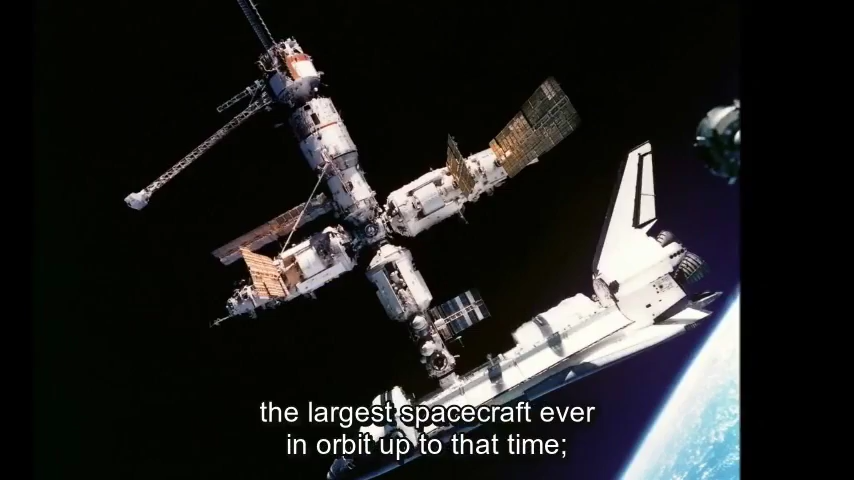 the largest spacecraft ever
in orbit up to that time;